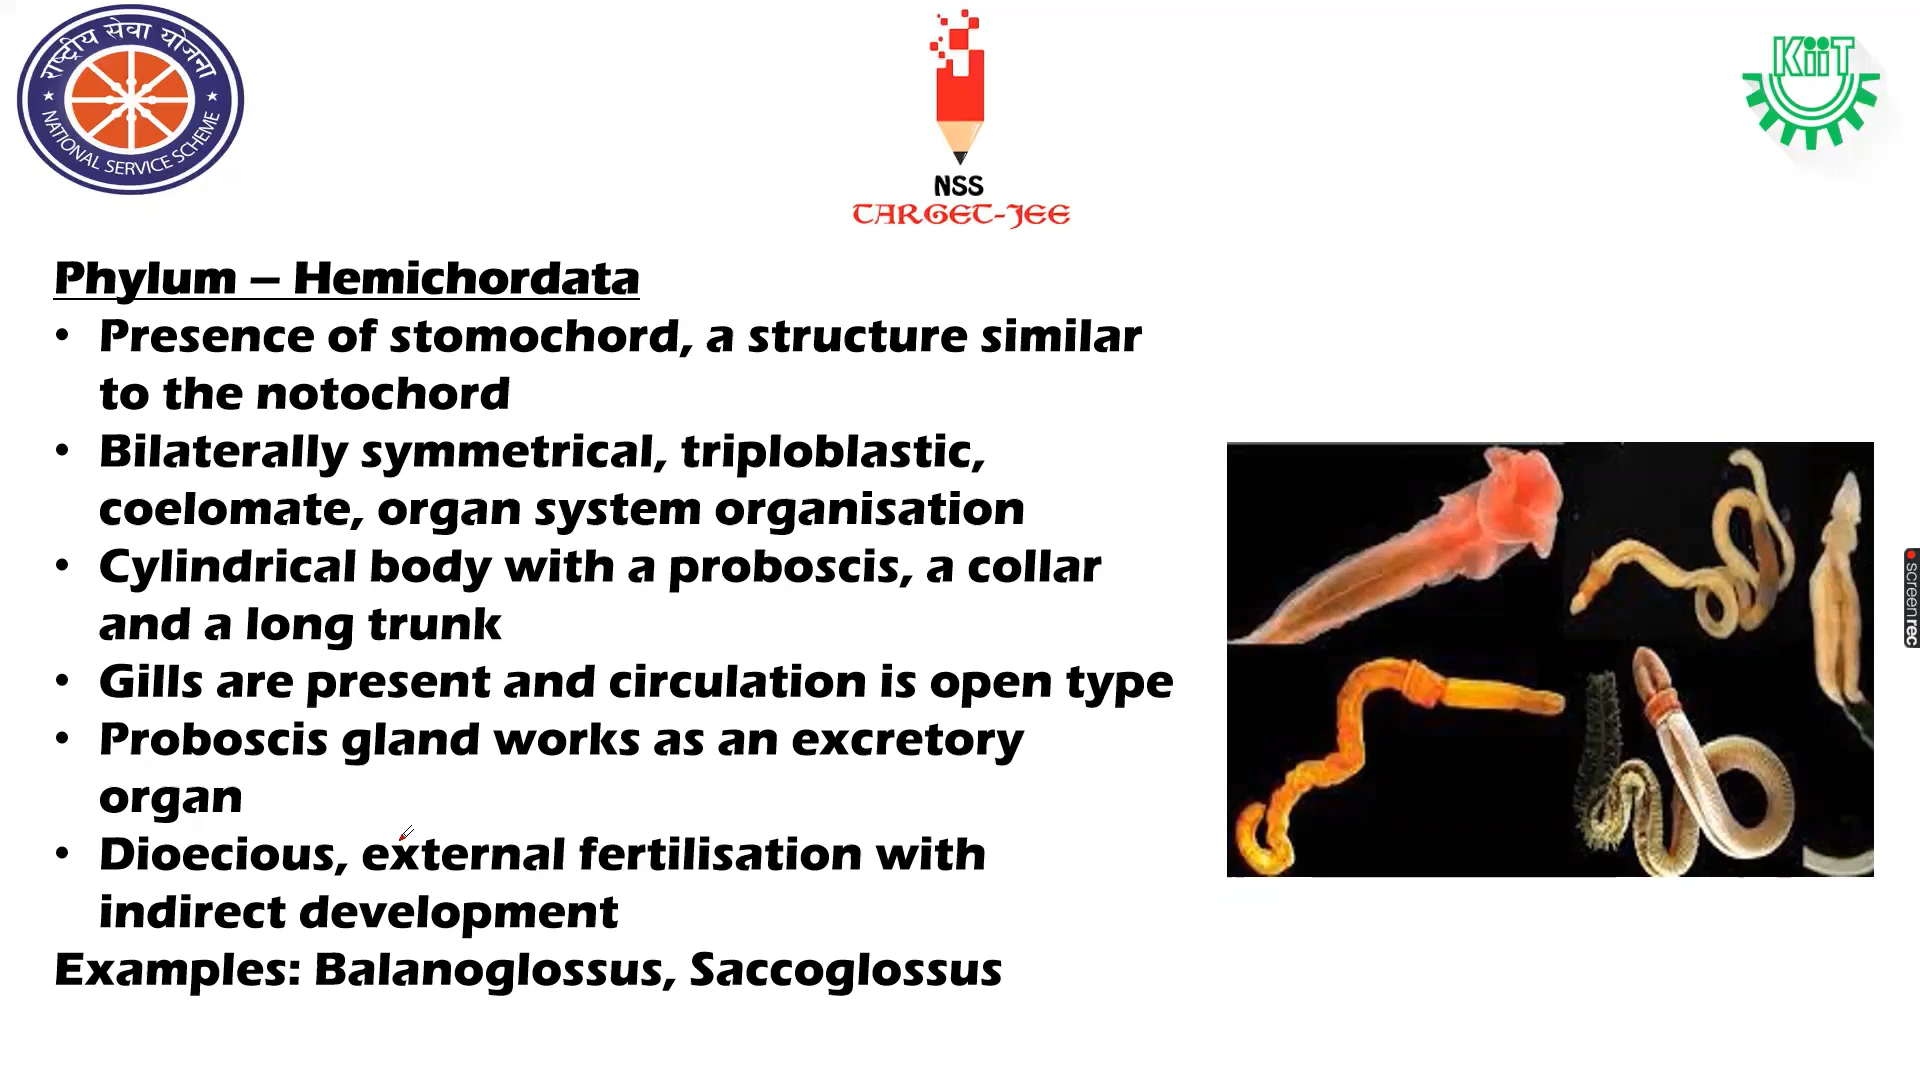 राष्ट्रीय सेवा योजना
NATIONAL SERVICE SCHEME
NSS
TARGET-JEE
KiiT
Phylum – Hemichordata
• Presence of stomochord, a structure similar
to the notochord
• Bilaterally symmetrical, triploblastic,
coelomate, organ system organisation
• Cylindrical body with a proboscis, a collar
and a long trunk
• Gills are present and circulation is open type
• Proboscis gland works as an excretory
organ
• Dioecious, external fertilisation with
indirect development
Examples: Balanoglossus, Saccoglossus
screenrec